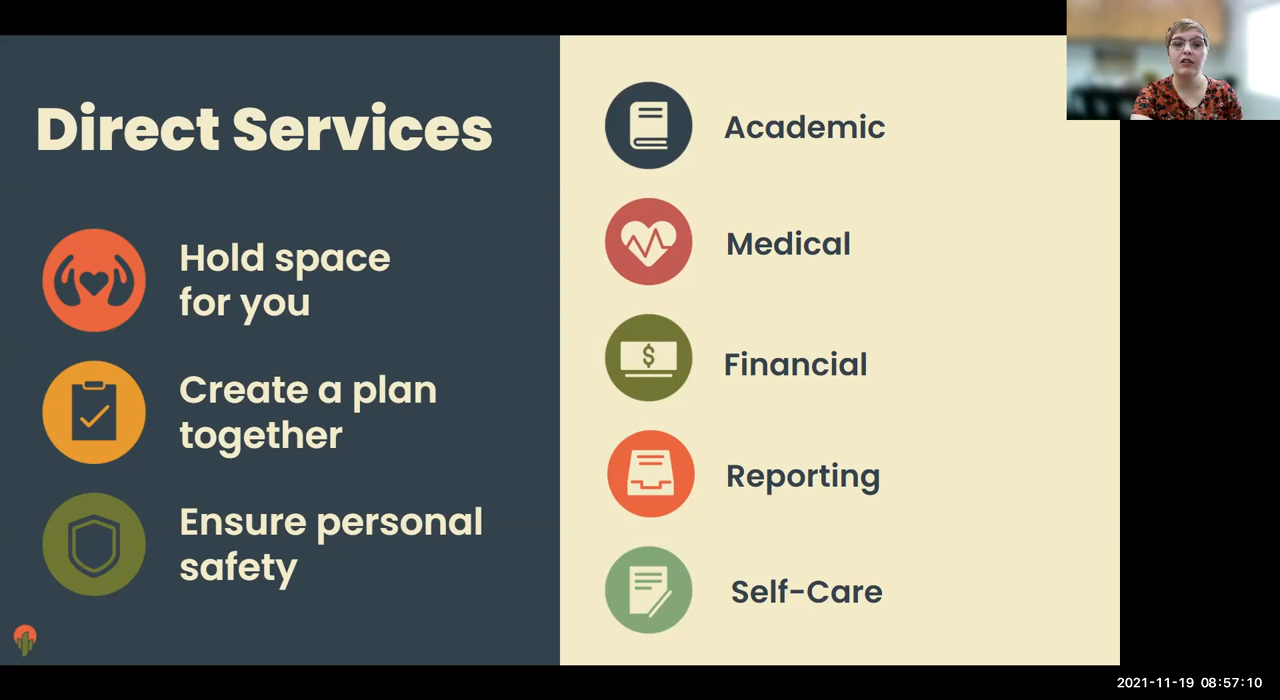 Direct Services
Hold space
for you
Create a plan
together
Ensure personal
safety
Academic
Medical
$
Financial
Reporting
Self-Care
2021-11-19 08:57:10